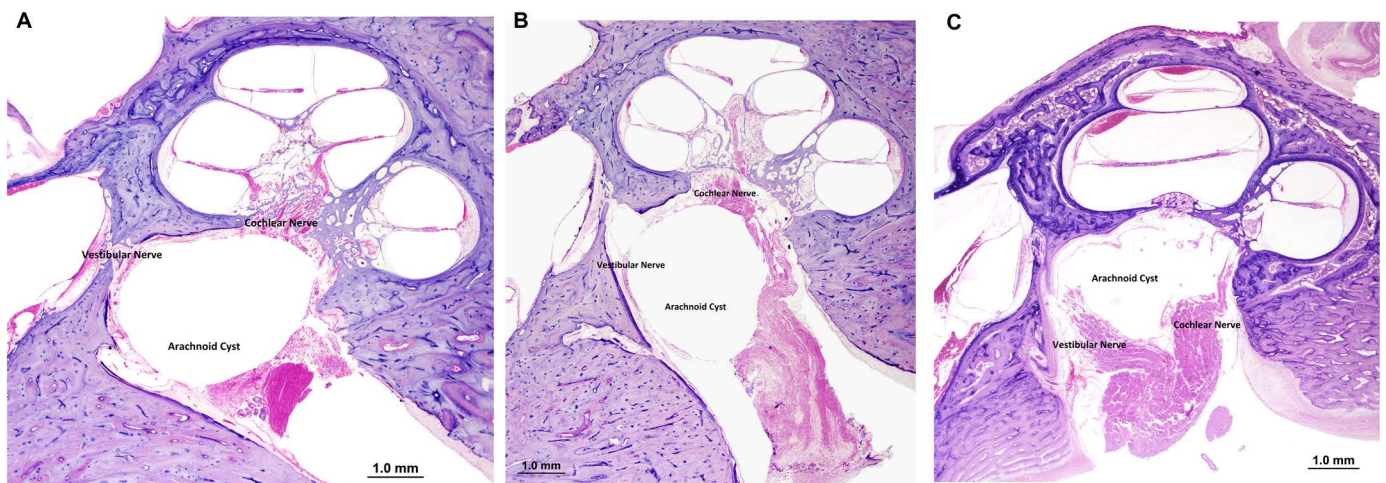 A
Cochlear Nerve
Vestibular Nerve
Arachnoid Cyst
1.0 mm
B
Cochlear Nerve
Vestibular Nerve
Arachnoid Cyst
1.0 mm
C
Arachnoid Cyst
Cochlear Nerve
Vestibular Nerve
1.0 mm